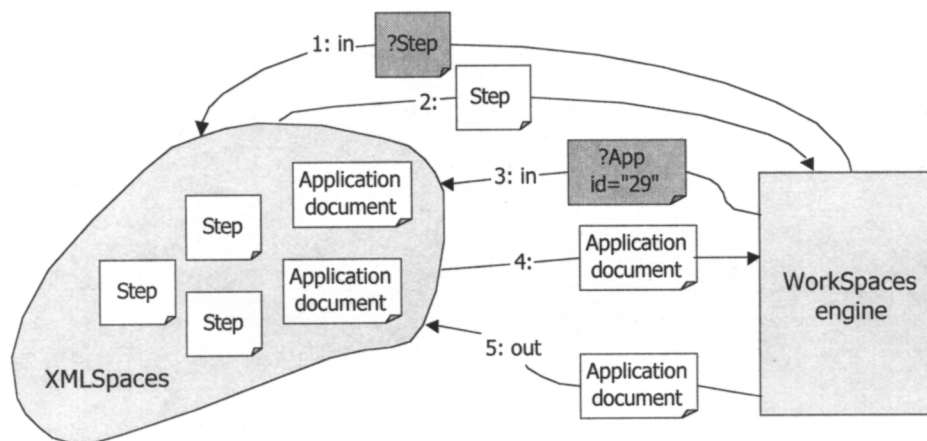 1: in
?Step
2:
Step
3: in
?App
id="29"
Application
document
Step
4:
Application
document
Step
Application
document
WorkSpaces
engine
Step
5: out
XMLSpaces
Application
document